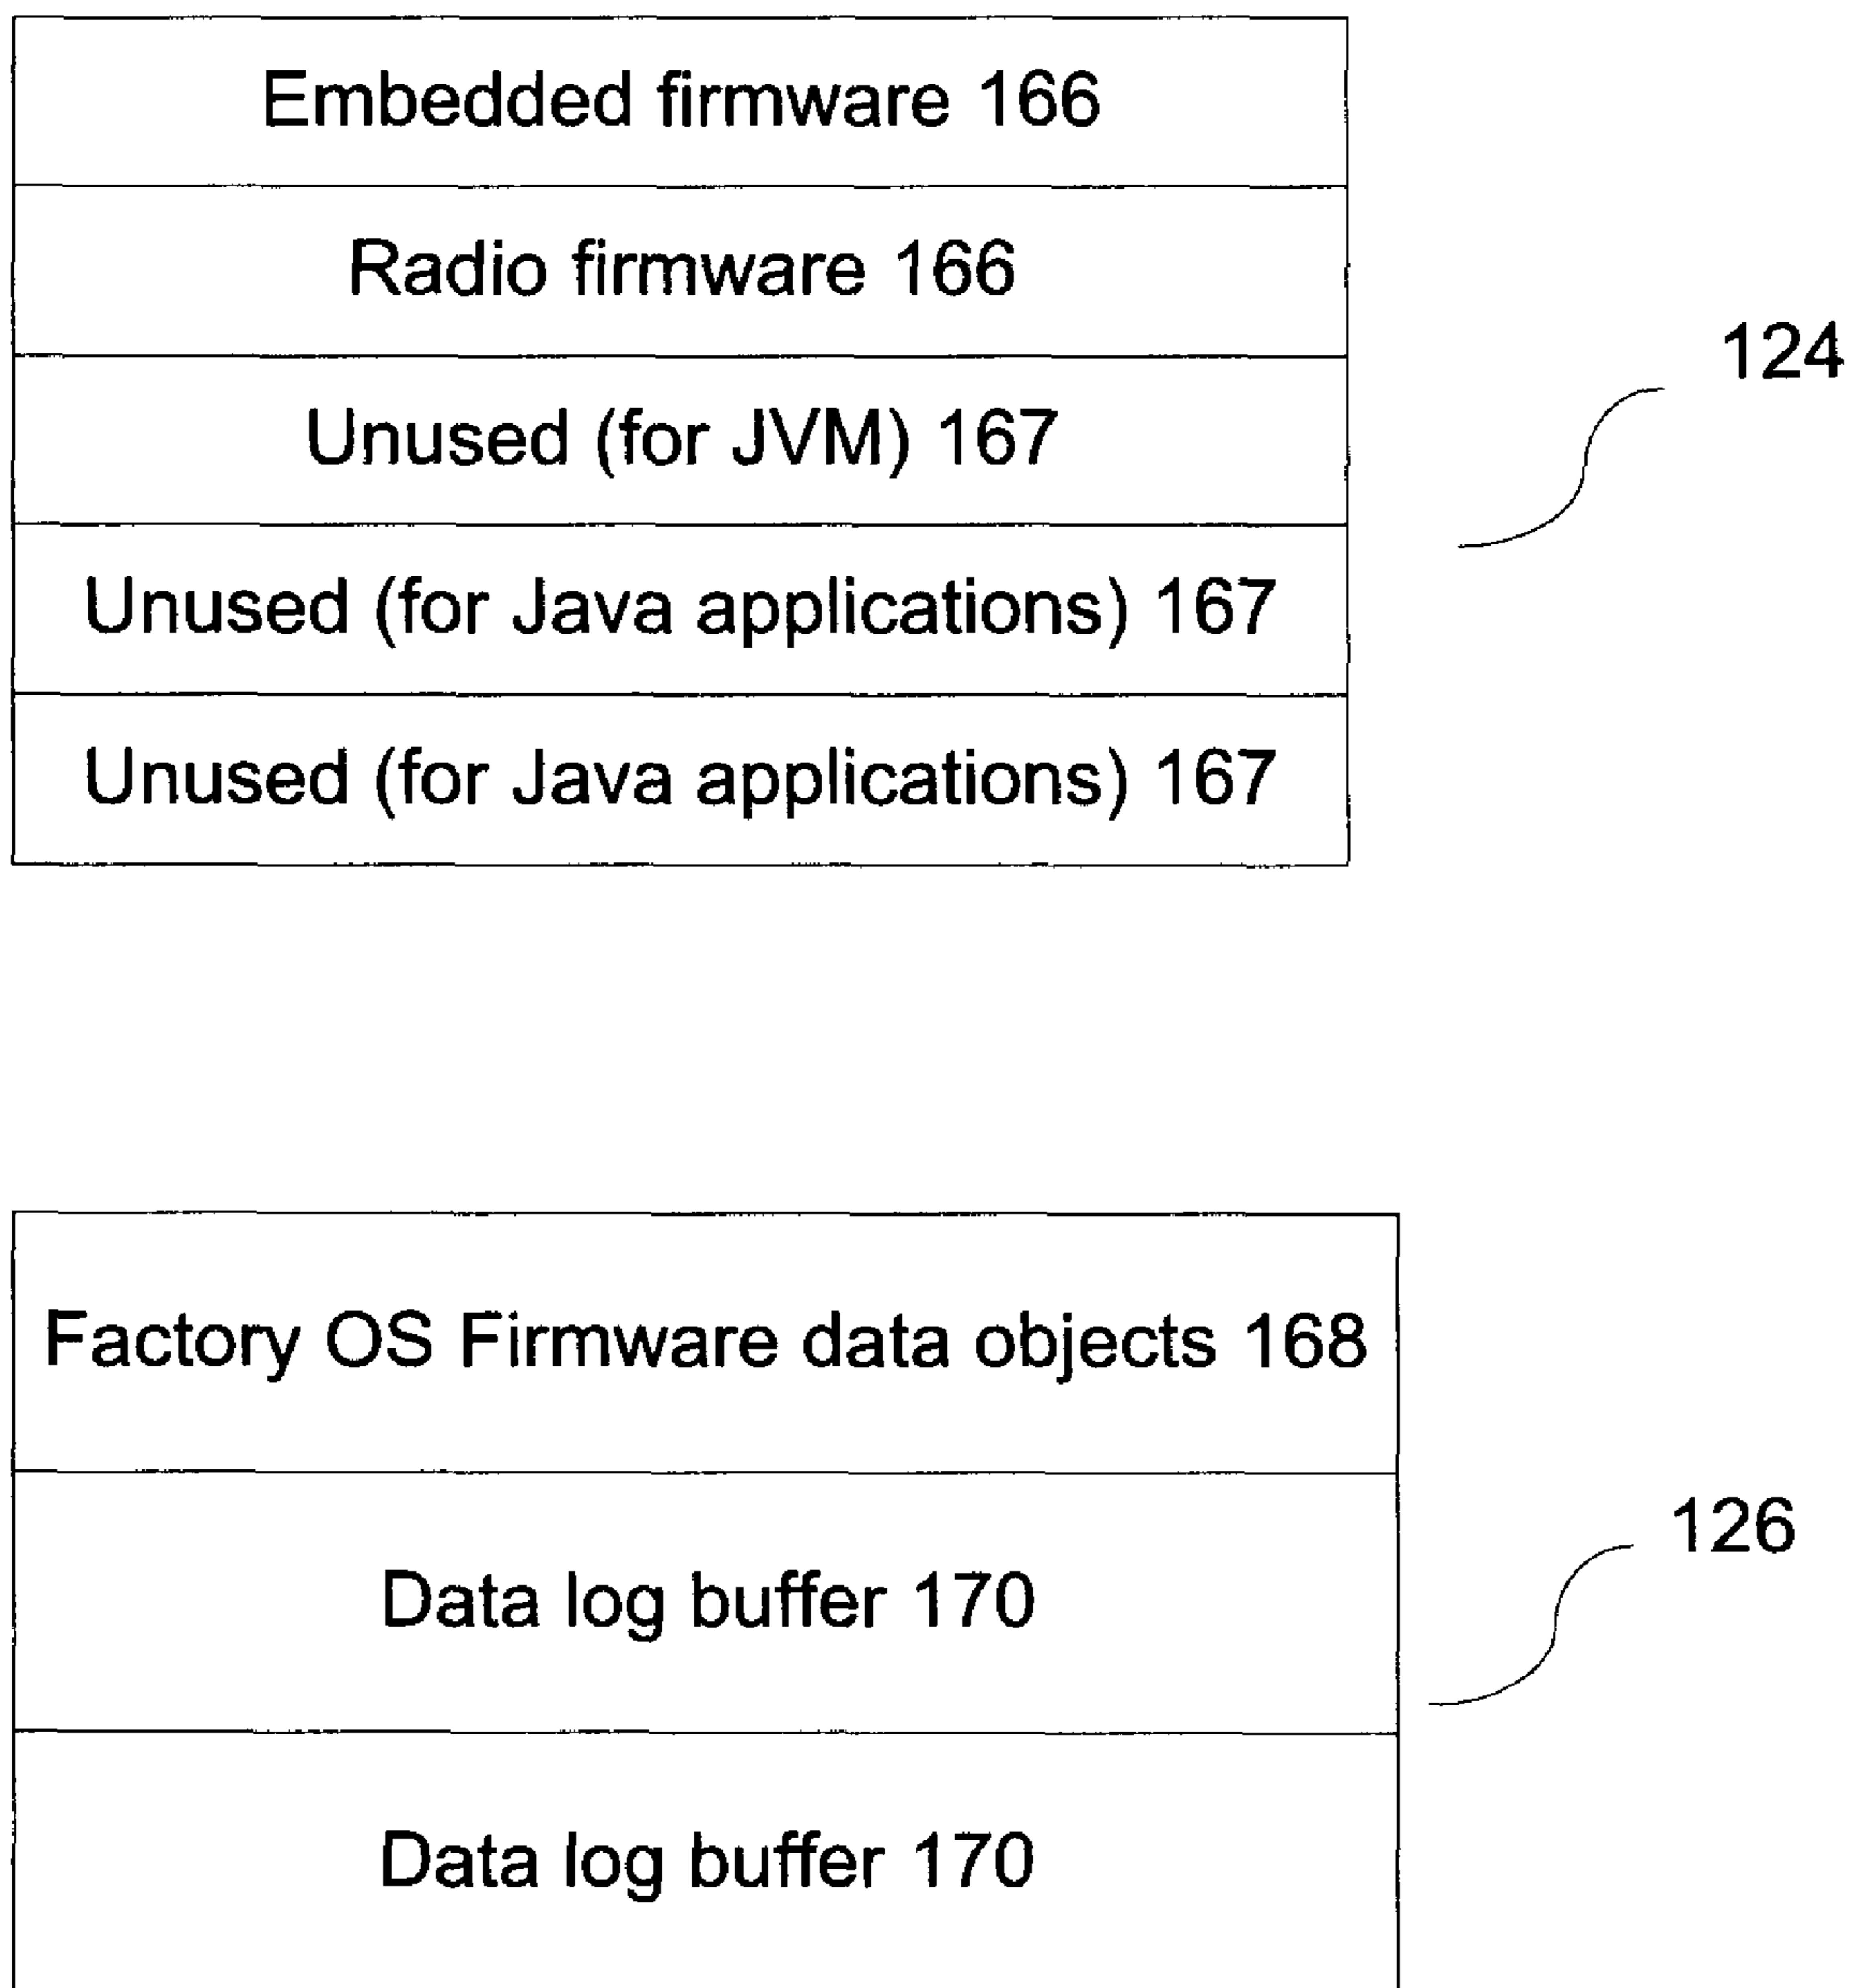 Embedded firmware 166
Radio firmware 166
Unused (for JVM) 167
Unused (for Java applications) 167
Unused (for Java applications) 167
124
Factory OS Firmware data objects 168
Data log buffer 170
Data log buffer 170
126